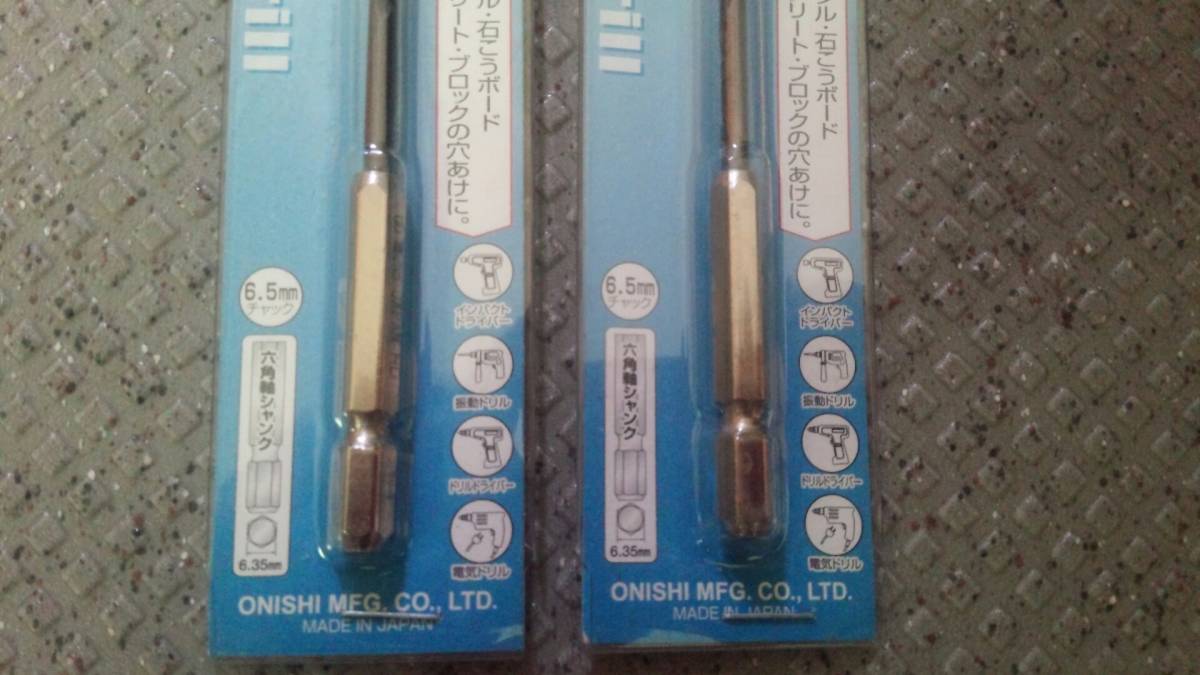 rill
ル・石こうボード
リート・ブロックの穴あけに。
6.5mm
チャック
六角軸シャンク
6.35mm
インパクト
ドライバー
振動ドリル
ドリルドライバー
電気ドリル
ONISHI MFG. CO., LTD.
MADE IN JAPAN
rill
ル・石こうボード
リート・ブロックの穴あけに。
6.5mm
チャック
六角軸シャンク
6.35mm
インパクト
ドライバー
振動ドリル
ドリルドライバー
電気ドリル
ONISHI MFG. CO., LTD.
MADE IN JAPAN